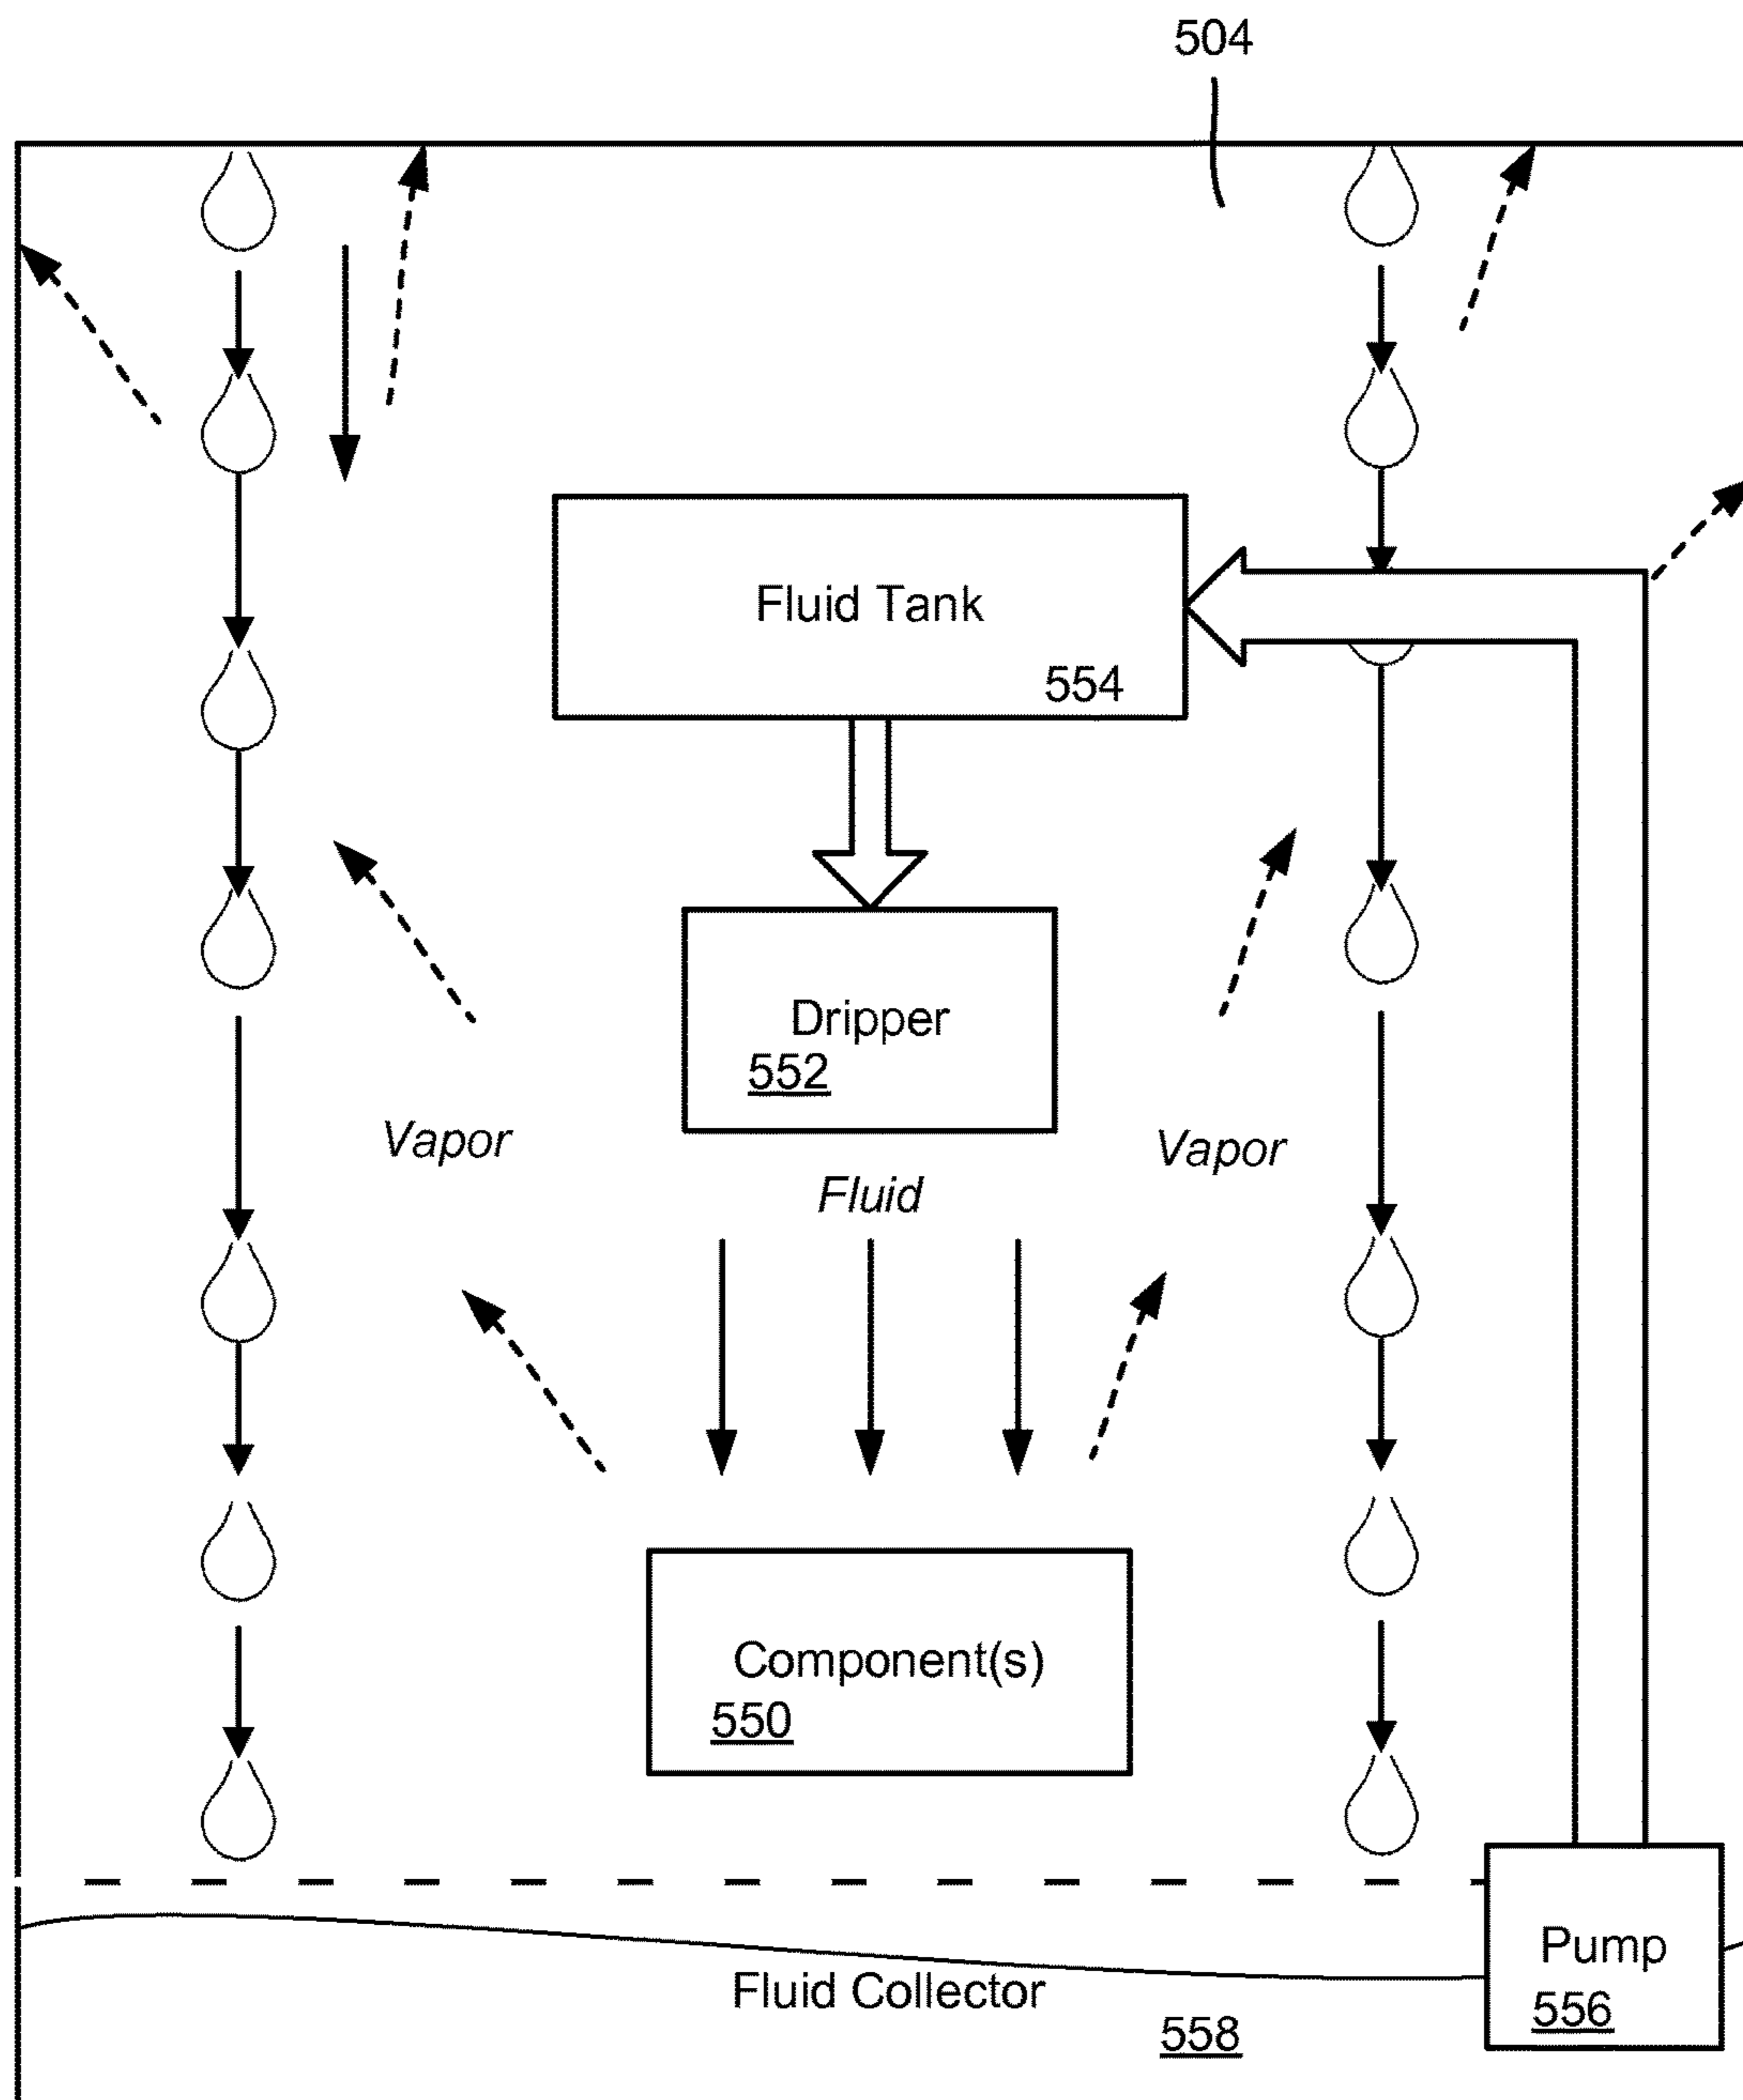 504
Fluid Tank
554
Dripper
552
Vapor
Vapor
Fluid
Component(s)
550
Pump
556
Fluid Collector
558